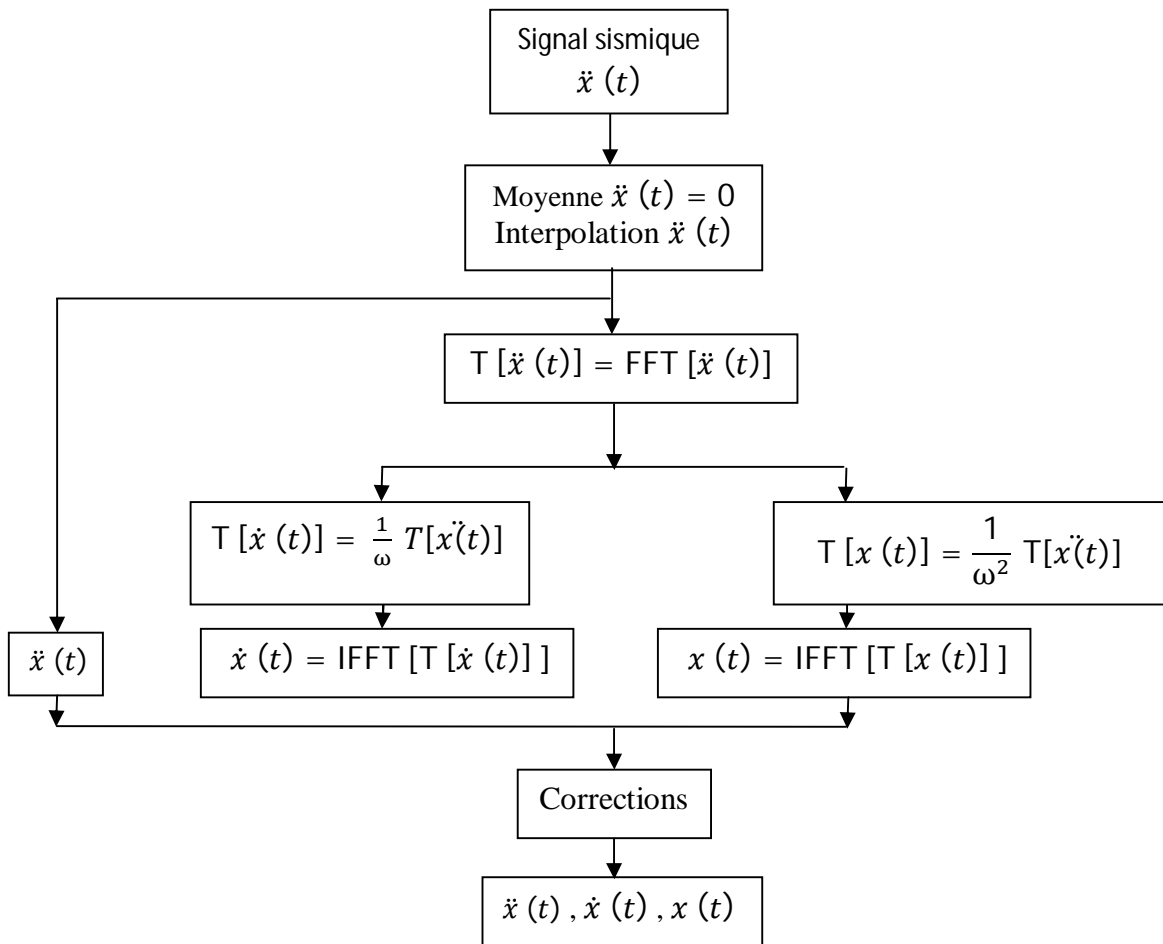 Signal sismique
ẍ (t)
Moyenne ẍ (t) = 0
Interpolation ẍ (t)
T [ẍ (t)] = FFT [ẍ (t)]
T [ẋ (t)] = 1/ω T[ẍ(t)]
T [x (t)] = 1/ω² T[ẍ(t)]
ẍ (t)
ẋ (t) = IFFT [T [ẋ (t)] ]
x (t) = IFFT [T [x (t)] ]
Corrections
ẍ (t) , ẋ (t) , x (t)